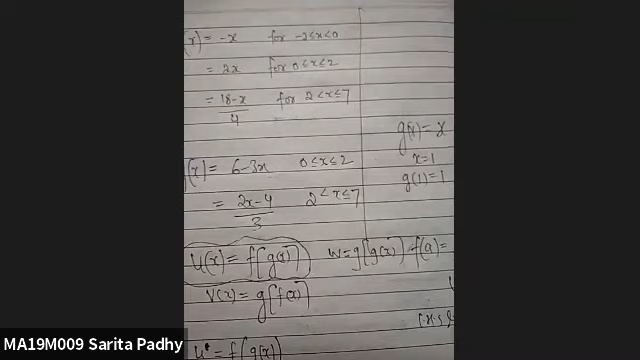 (x) = -x for -2≤x<0
= 2x for 0≤x≤2
= 18-x/4 for 2<x≤7
g(x) = x
x=1
g(1)=1
(x) = 6-3x 0≤x≤2
= 2x-4/3 2<x≤7
u(x) = f[g(x)] w=g[g(x)] f(a)=
v(x) = g[f(x)]
= f[g(x)]
MA19M009 Sarita Padhy